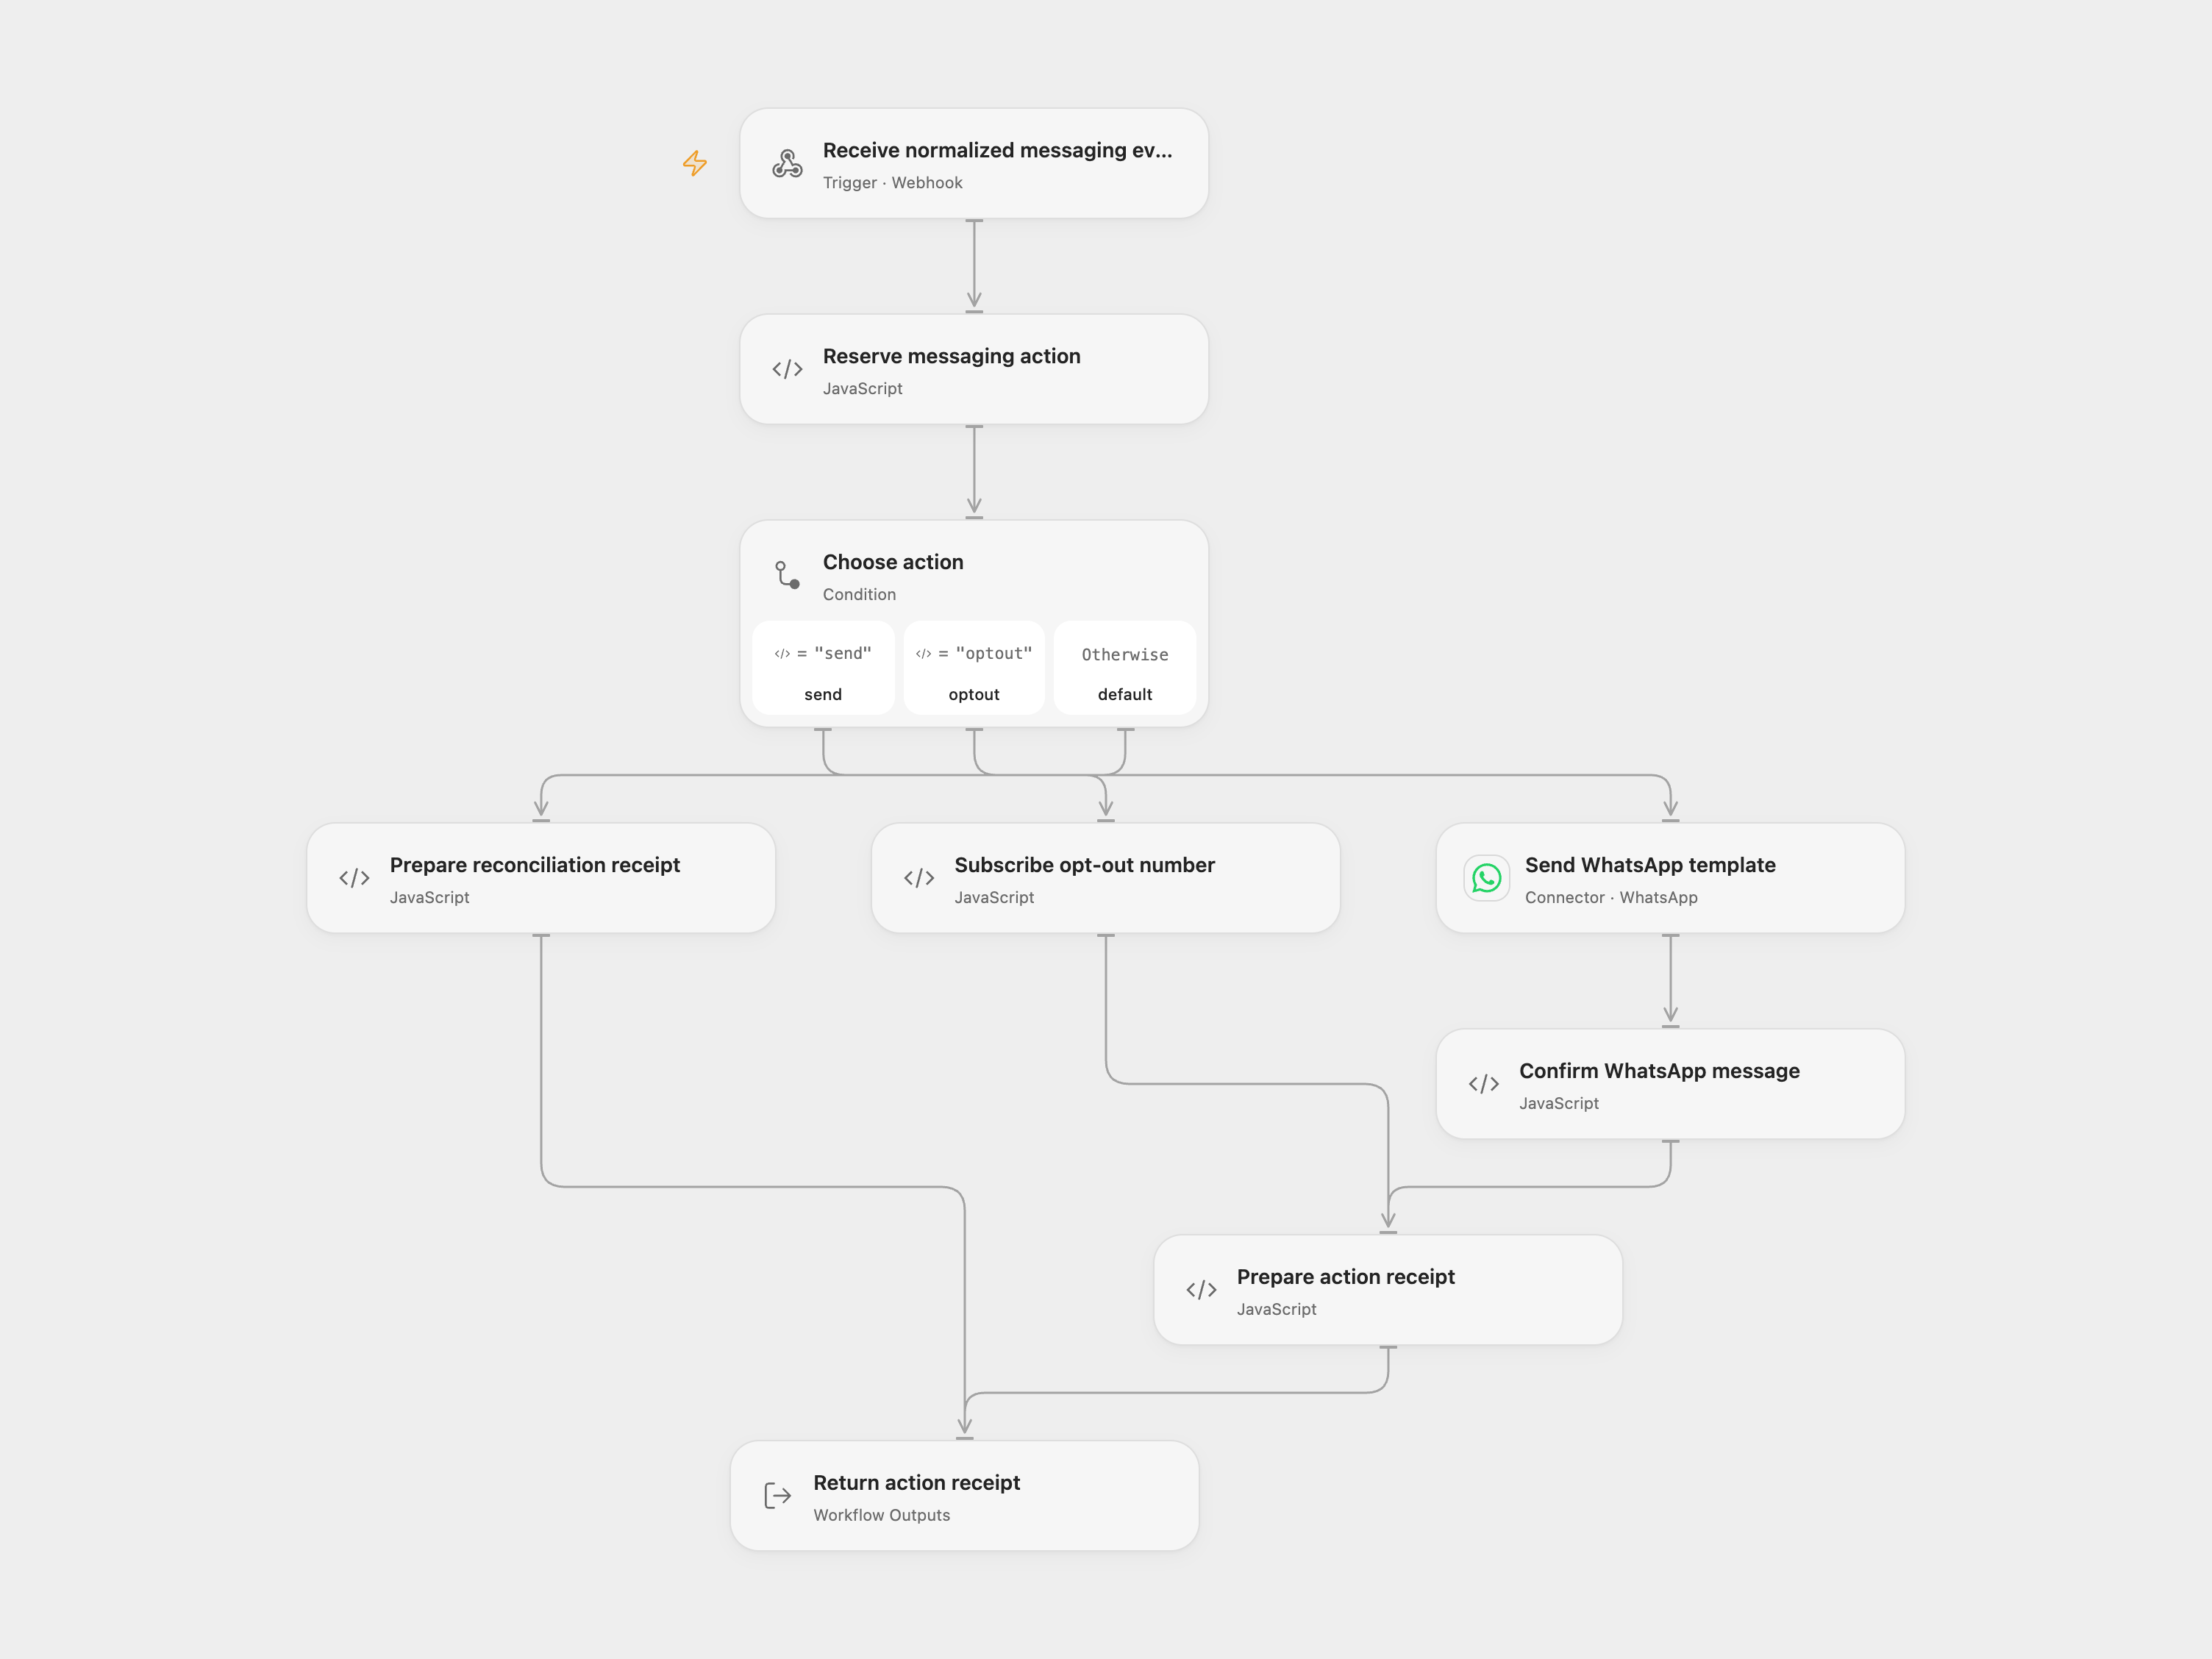 Receive normalized messaging ev...
Trigger · Webhook
Reserve messaging action
JavaScript
Choose action
Condition
</> = "send"
send
</> = "optout"
optout
Otherwise
default
Prepare reconciliation receipt
JavaScript
Subscribe opt-out number
JavaScript
Send WhatsApp template
Connector · WhatsApp
Confirm WhatsApp message
JavaScript
Prepare action receipt
JavaScript
Return action receipt
Workflow Outputs